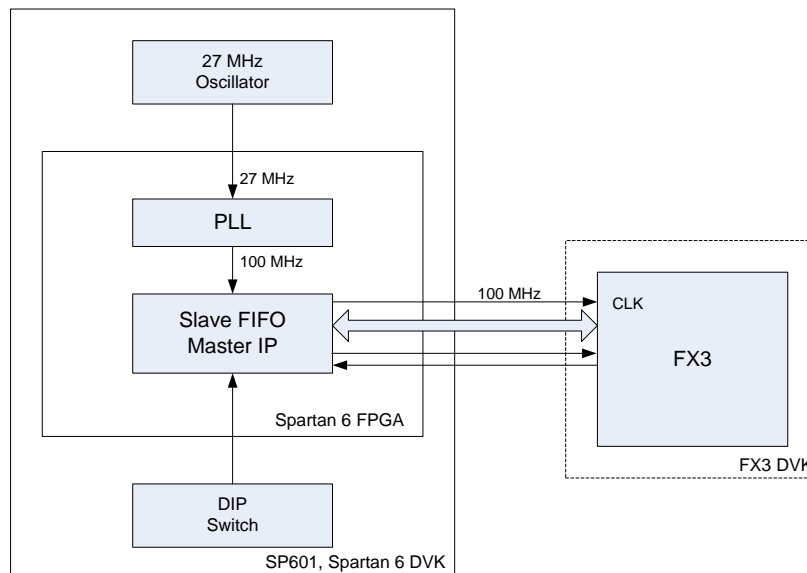 27 MHz
Oscillator
27 MHz
PLL
100 MHz
100 MHz
Slave FIFO
Master IP
CLK
FX3
Spartan 6 FPGA
FX3 DVK
DIP
Switch
SP601, Spartan 6 DVK